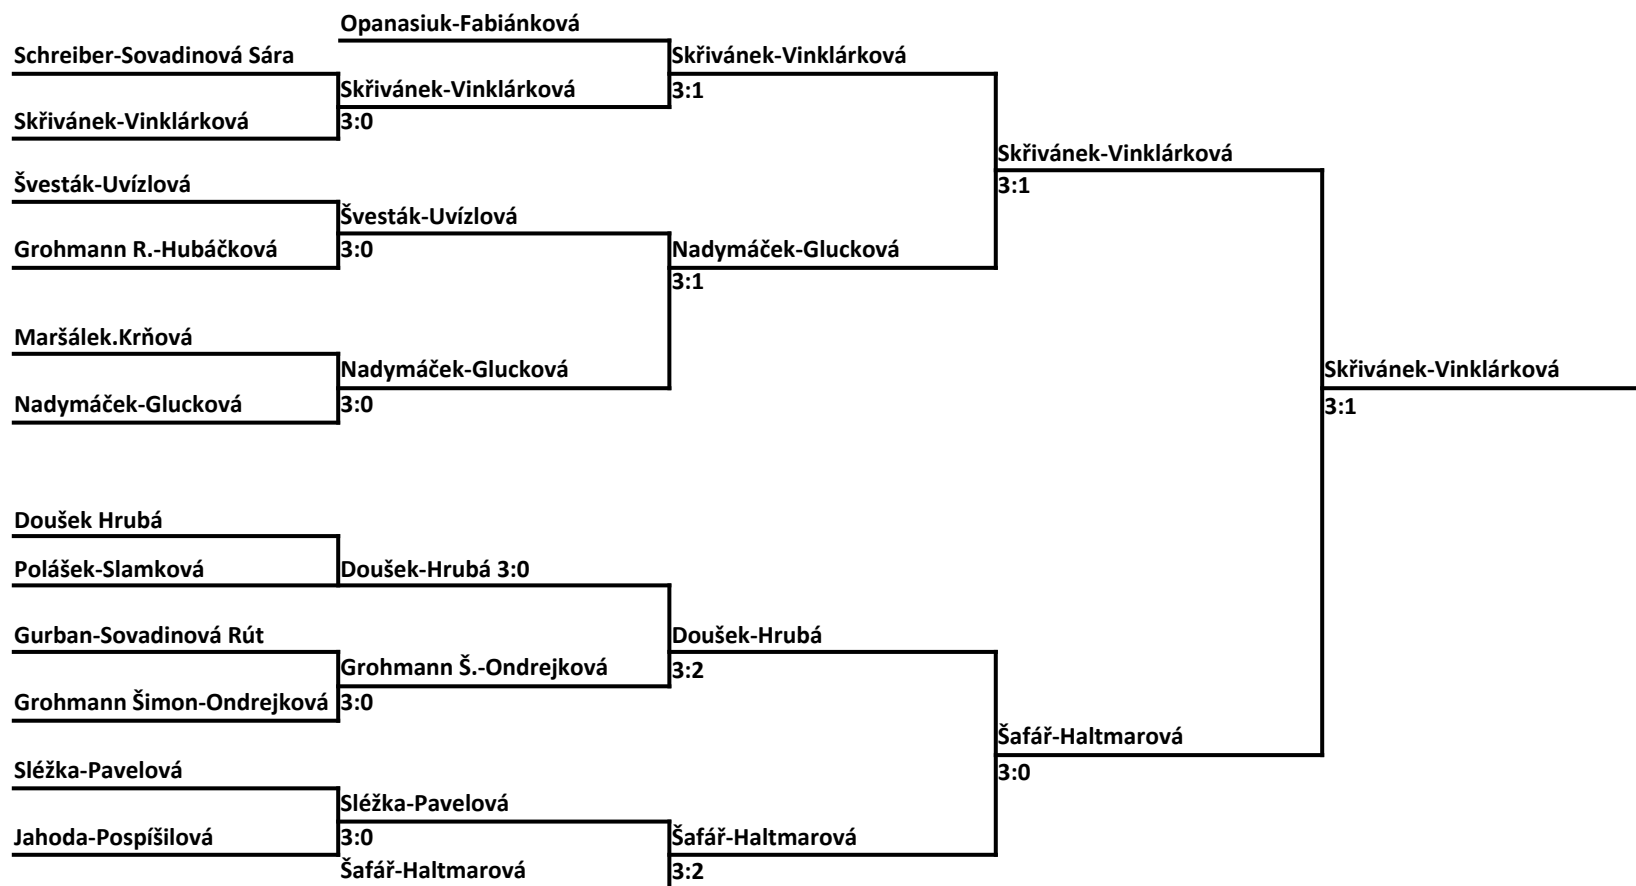 Opanasiuk-Fabiánková
Schreiber-Sovadinová Sára
Skřivánek-Vinklárková
Skřivánek-Vinklárková
3:1
Skřivánek-Vinklárková
3:0
Skřivánek-Vinklárková
3:1
Švesták-Uvízlová
Švesták-Uvízlová
Grohmann R.-Hubáčková
3:0
Nadymáček-Glucková
3:1
Maršálek.Krňová
Nadymáček-Glucková
Skřivánek-Vinklárková
Nadymáček-Glucková
3:0
3:1
Doušek Hrubá
Polášek-Slamková
Doušek-Hrubá 3:0
Gurban-Sovadinová Rút
Doušek-Hrubá
Grohmann Š.-Ondrejková
3:2
Grohmann Šimon-Ondrejková
3:0
Šafář-Haltmarová
3:0
Sléžka-Pavelová
Sléžka-Pavelová
Jahoda-Pospíšilová
3:0
Šafář-Haltmarová
Šafář-Haltmarová
3:2